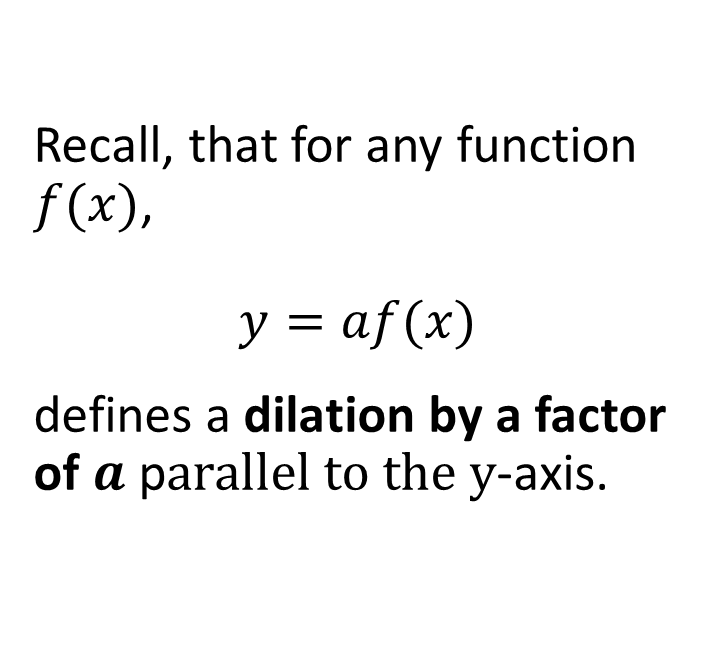 Recall, that for any function
f(x),
y = af(x)
defines a dilation by a factor
of a parallel to the y-axis.